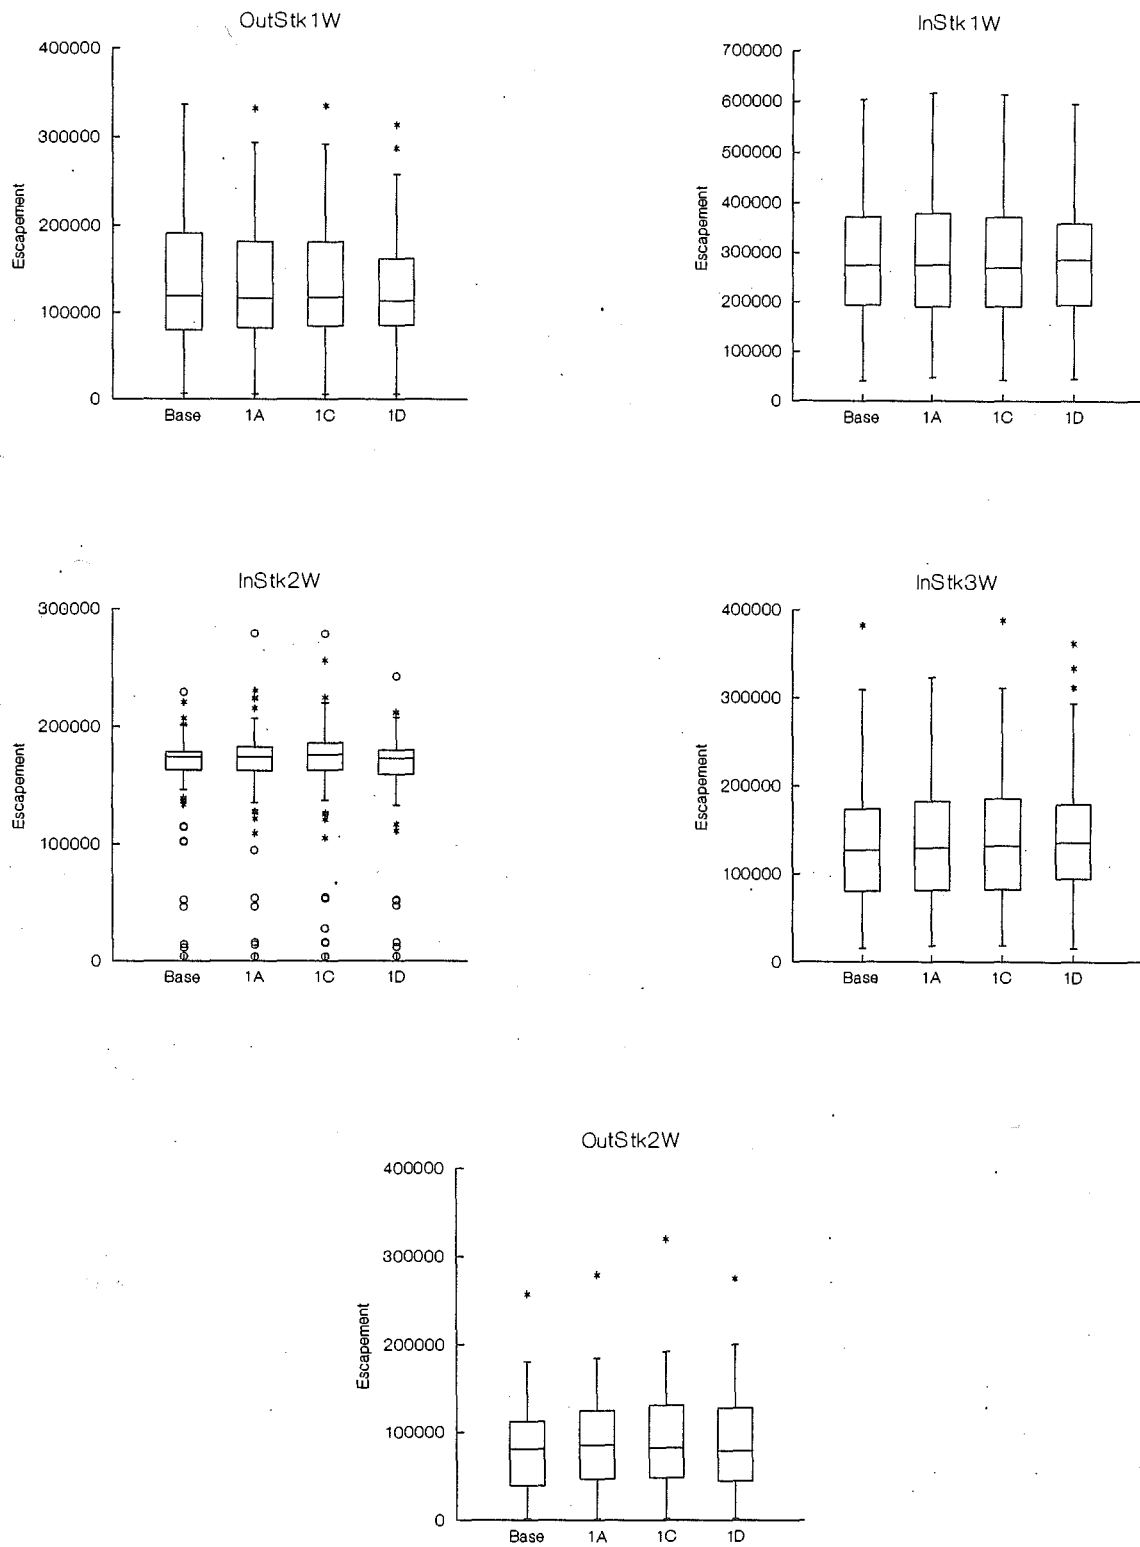 OutStk1W
400000
300000
200000
100000
0
Escapement
Base 1A 1C 1D
InStk1W
700000
600000
500000
400000
300000
200000
100000
0
Escapement
Base 1A 1C 1D
InStk2W
300000
200000
100000
0
Escapement
Base 1A 1C 1D
InStk3W
400000
300000
200000
100000
0
Escapement
Base 1A 1C 1D
OutStk2W
400000
300000
200000
100000
0
Escapement
Base 1A 1C 1D